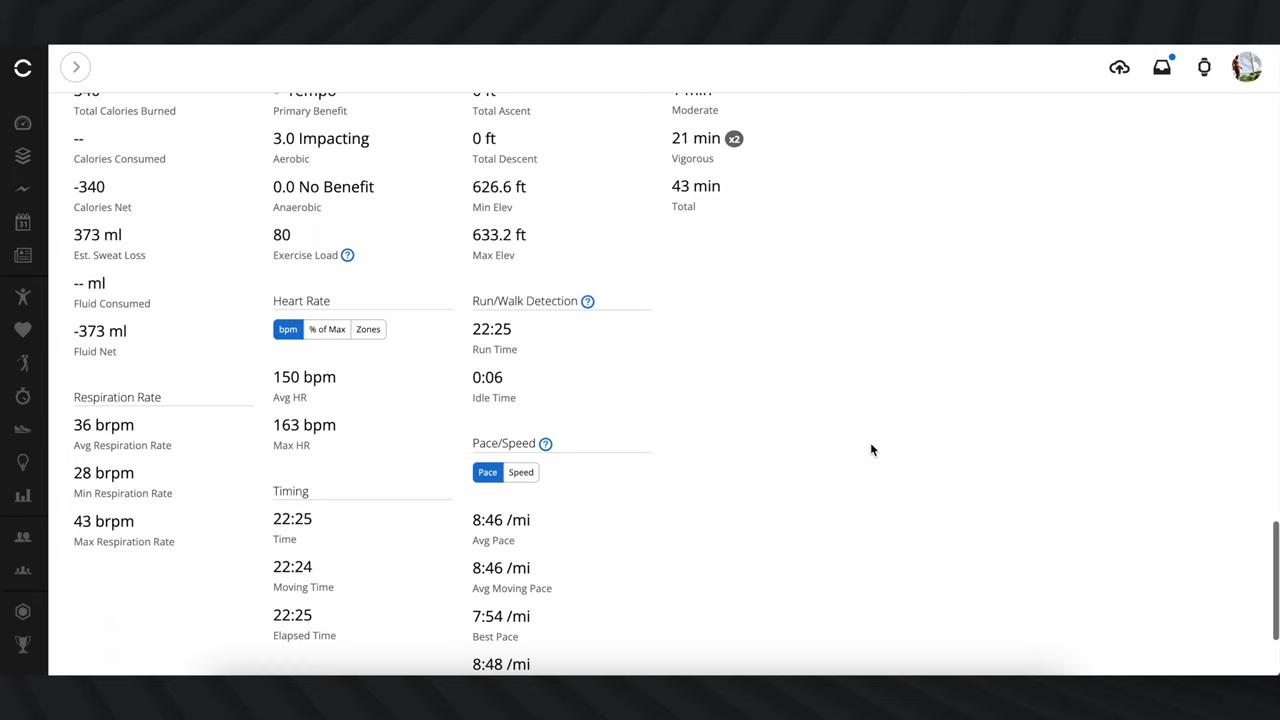 340
Total Calories Burned
--
Calories Consumed
-340
Calories Net
373 ml
Est. Sweat Loss
-- ml
Fluid Consumed
-373 ml
Fluid Net
Respiration Rate
36 brpm
Avg Respiration Rate
28 brpm
Min Respiration Rate
43 brpm
Max Respiration Rate
Tempo
Primary Benefit
3.0 Impacting
Aerobic
0.0 No Benefit
Anaerobic
80
Exercise Load ?
Heart Rate
bpm % of Max Zones
150 bpm
Avg HR
163 bpm
Max HR
Timing
22:25
Time
22:24
Moving Time
22:25
Elapsed Time
0 ft
Total Ascent
0 ft
Total Descent
626.6 ft
Min Elev
633.2 ft
Max Elev
Run/Walk Detection ?
22:25
Run Time
0:06
Idle Time
Pace/Speed ?
Pace Speed
8:46 /mi
Avg Pace
8:46 /mi
Avg Moving Pace
7:54 /mi
Best Pace
8:48 /mi
1 min
Moderate
21 min x2
Vigorous
43 min
Total
31